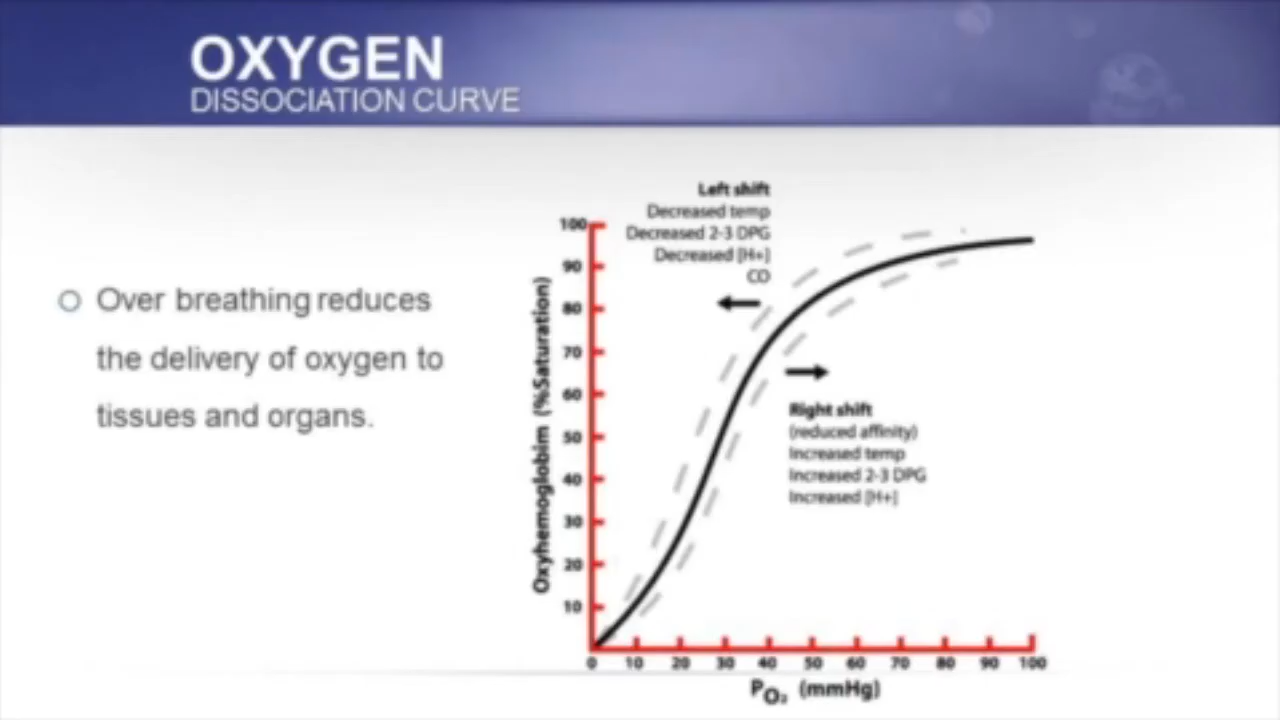 OXYGEN
DISSOCIATION CURVE
Over breathing reduces
the delivery of oxygen to
tissues and organs.
Left shift
Decreased temp
Decreased 2-3 DPG
Decreased [H+]
CO
Right shift
(reduced affinity)
Increased temp
Increased 2-3 DPG
Increased [H+]
Oxyhemoglobim (%Saturation)
100
90
80
70
60
50
40
30
20
10
0 10 20 30 40 50 60 70 80 90 100
PO₂ (mmHg)